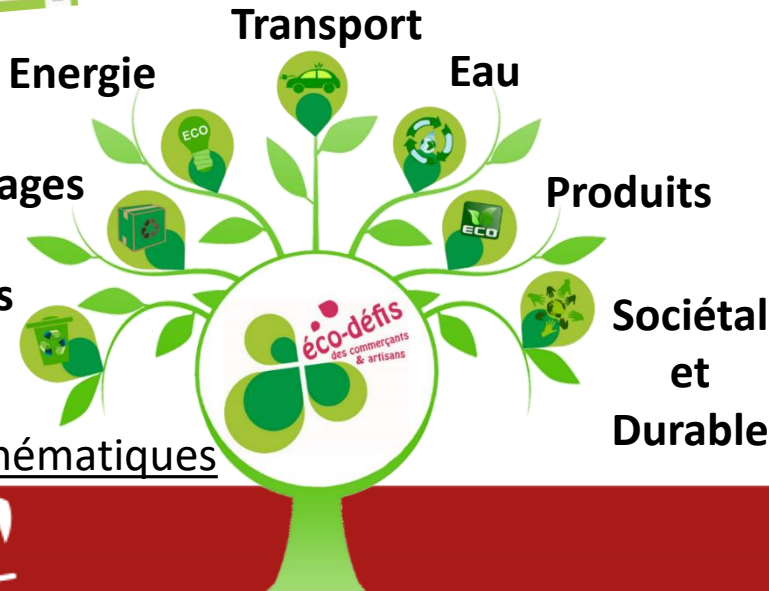 Transport
Energie
Eau
ECO
ages
Produits
ECO
s
éco-défis
des commerçants
& artisans
Sociétal
et
Durable
hématiques